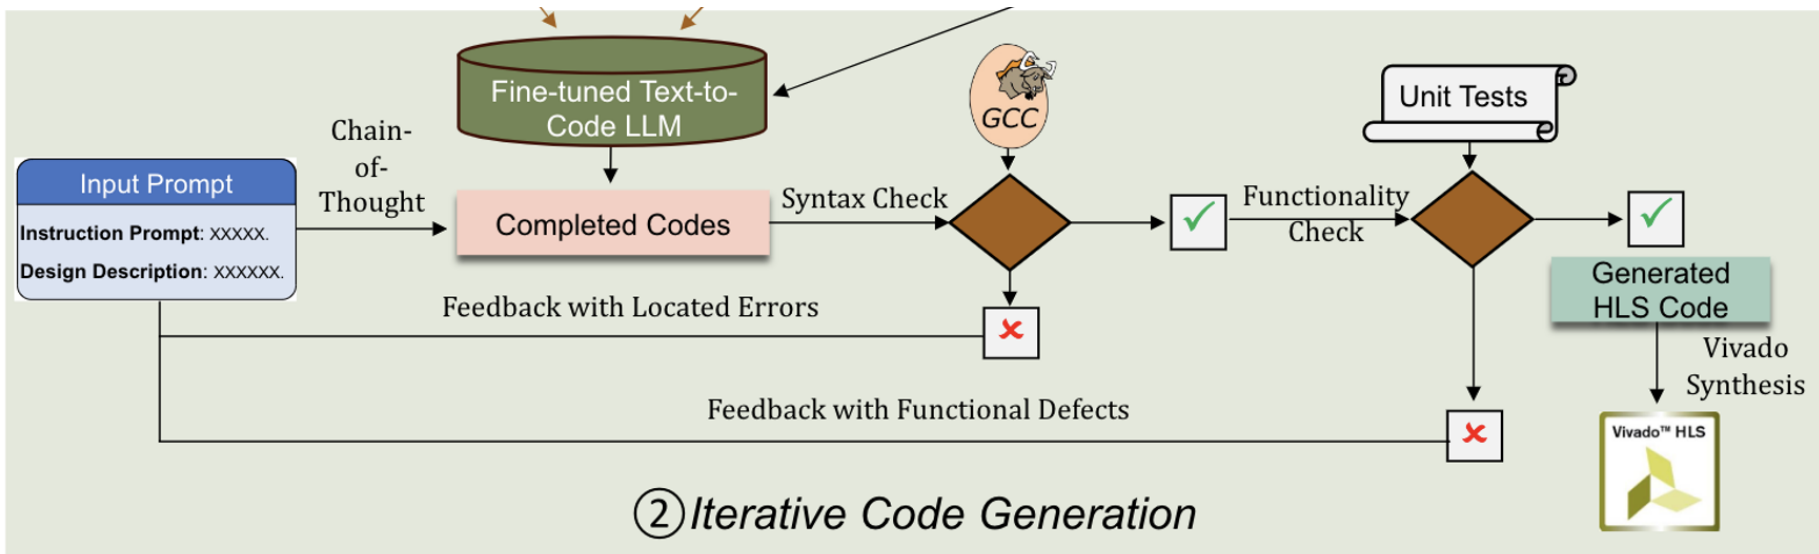 Fine-tuned Text-to-
Code LLM
GCC
Unit Tests
Chain-
of-
Thought
Input Prompt
Instruction Prompt: XXXXX.
Design Description: XXXXXX.
Completed Codes
Syntax Check
Functionality
Check
Generated
HLS Code
Feedback with Located Errors
Vivado
Synthesis
Feedback with Functional Defects
Vivado™ HLS
②Iterative Code Generation